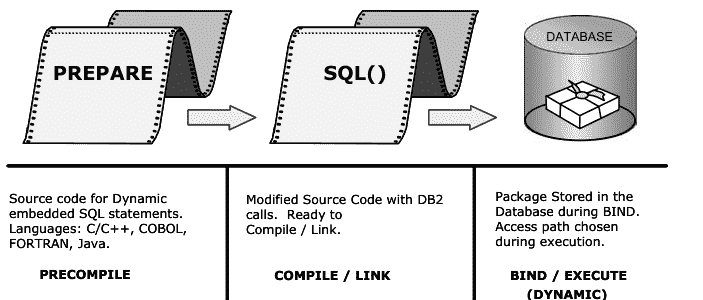 PREPARE
SQL()
DATABASE
Source code for Dynamic
embedded SQL statements.
Languages: C/C++, COBOL,
FORTRAN, Java.
PRECOMPILE
Modified Source Code with DB2
calls. Ready to
Compile / Link.
COMPILE / LINK
Package Stored in the
Database during BIND.
Access path chosen
during execution.
BIND / EXECUTE
(DYNAMIC)